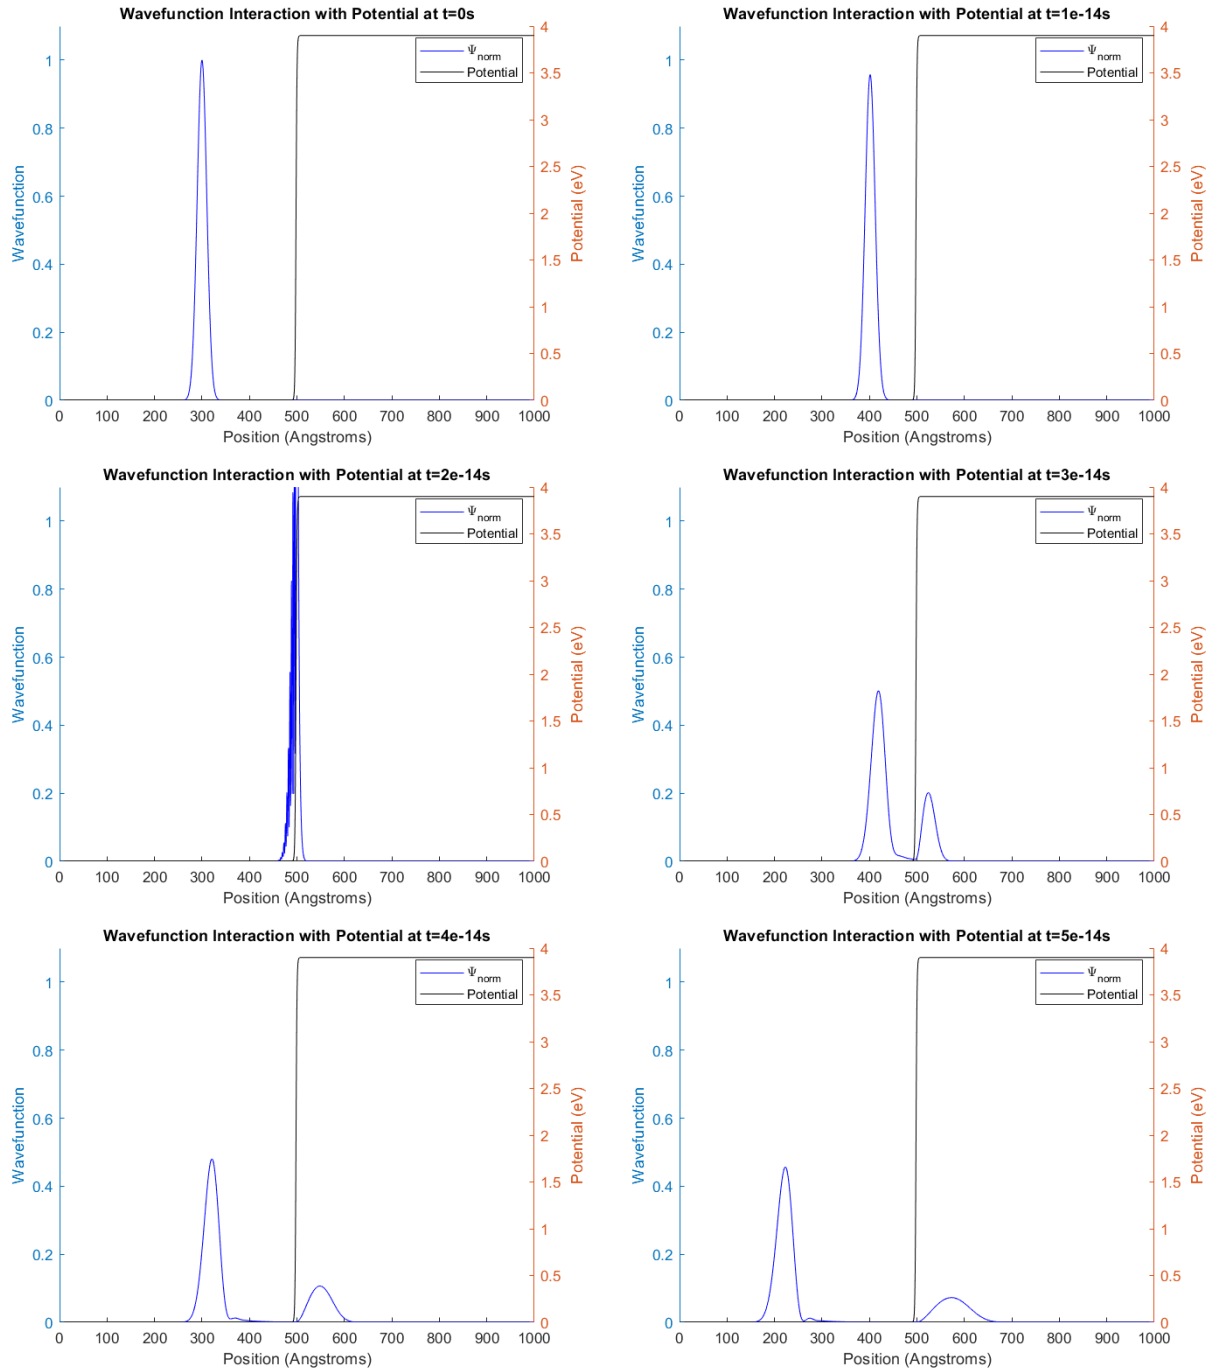 Wavefunction Interaction with Potential at t=0s
Ψnorm
Potential
1
0.8
0.6
0.4
0.2
0
Wavefunction
4
3.5
3
2.5
2
1.5
1
0.5
0
Potential (eV)
0 100 200 300 400 500 600 700 800 900 1000
Position (Angstroms)
Wavefunction Interaction with Potential at t=1e-14s
Ψnorm
Potential
1
0.8
0.6
0.4
0.2
0
Wavefunction
4
3.5
3
2.5
2
1.5
1
0.5
0
Potential (eV)
0 100 200 300 400 500 600 700 800 900 1000
Position (Angstroms)
Wavefunction Interaction with Potential at t=2e-14s
Ψnorm
Potential
1
0.8
0.6
0.4
0.2
0
Wavefunction
4
3.5
3
2.5
2
1.5
1
0.5
0
Potential (eV)
0 100 200 300 400 500 600 700 800 900 1000
Position (Angstroms)
Wavefunction Interaction with Potential at t=3e-14s
Ψnorm
Potential
1
0.8
0.6
0.4
0.2
0
Wavefunction
4
3.5
3
2.5
2
1.5
1
0.5
0
Potential (eV)
0 100 200 300 400 500 600 700 800 900 1000
Position (Angstroms)
Wavefunction Interaction with Potential at t=4e-14s
Ψnorm
Potential
1
0.8
0.6
0.4
0.2
0
Wavefunction
4
3.5
3
2.5
2
1.5
1
0.5
0
Potential (eV)
0 100 200 300 400 500 600 700 800 900 1000
Position (Angstroms)
Wavefunction Interaction with Potential at t=5e-14s
Ψnorm
Potential
1
0.8
0.6
0.4
0.2
0
Wavefunction
4
3.5
3
2.5
2
1.5
1
0.5
0
Potential (eV)
0 100 200 300 400 500 600 700 800 900 1000
Position (Angstroms)